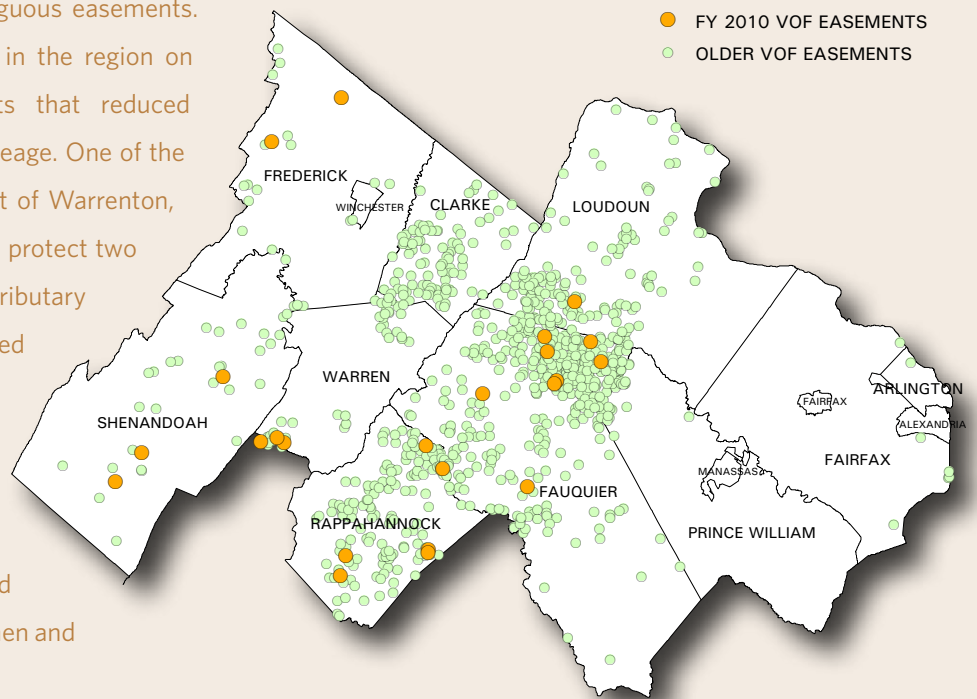 guous easements.
in the region on
ts that reduced
eage. One of the
t of Warrenton,
protect two
ributary
ed
d
and
FY 2010 VOF EASEMENTS
OLDER VOF EASEMENTS
FREDERICK
WINCHESTER
CLARKE
LOUDOUN
WARREN
SHENANDOAH
ARLINGTON
FAIRFAX
ALEXANDRIA
FAIRFAX
MANASSAS
FAUQUIER
RAPPAHANNOCK
PRINCE WILLIAM